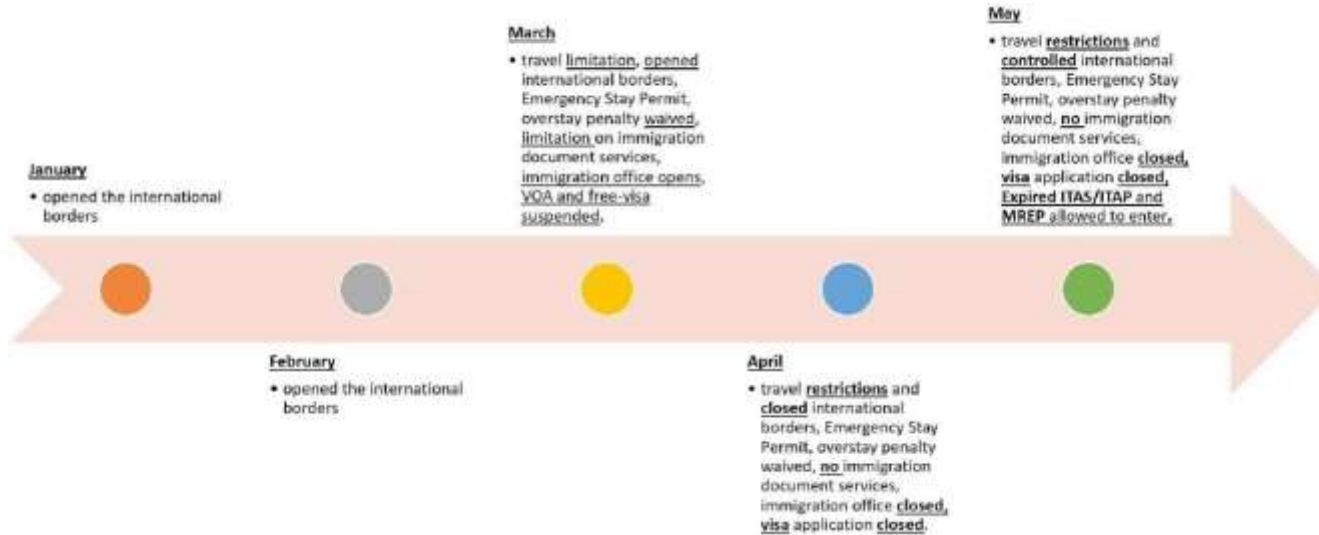 January
• opened the international
borders
February
• opened the international
borders
March
• travel limitation, opened
international borders,
Emergency Stay Permit,
overstay penalty waived,
limitation on immigration
document services,
immigration office opens,
VOA and free-visa
suspended.
April
• travel restrictions and
closed international
borders, Emergency Stay
Permit, overstay penalty
waived, no immigration
document services,
immigration office closed,
visa application closed.
May
• travel restrictions and
controlled international
borders, Emergency Stay
Permit, overstay penalty
waived, no immigration
document services,
immigration office closed,
visa application closed,
Expired ITAS/ITAP and
MREP allowed to enter.